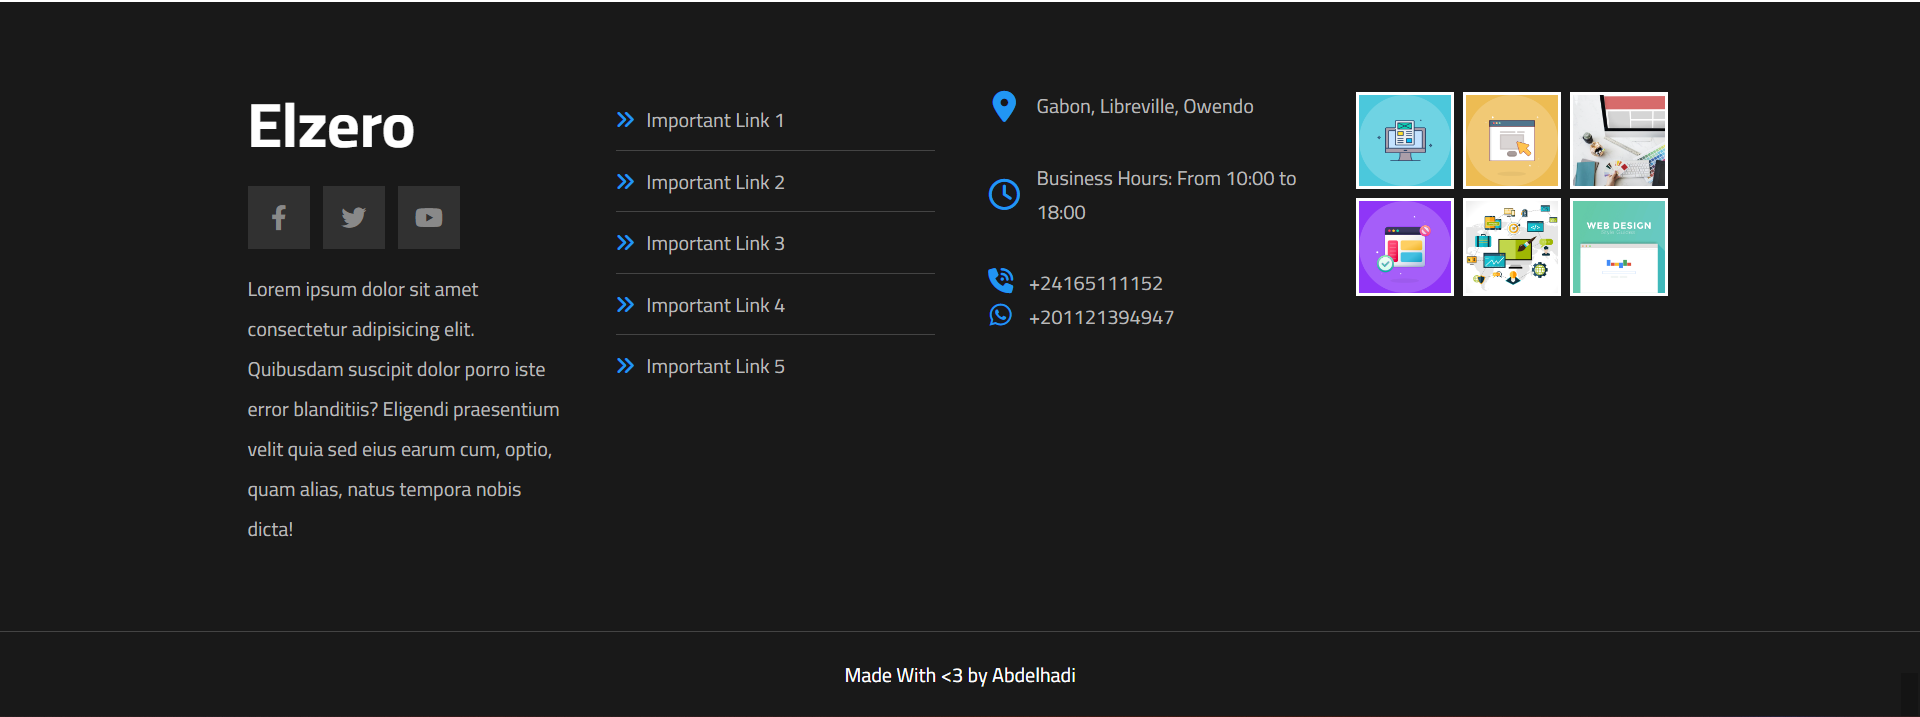 Elzero
Lorem ipsum dolor sit amet
consectetur adipisicing elit.
Quibusdam suscipit dolor porro iste
error blanditiis? Eligendi praesentium
velit quia sed eius earum cum, optio,
quam alias, natus tempora nobis
dicta!
Important Link 1
Important Link 2
Important Link 3
Important Link 4
Important Link 5
Gabon, Libreville, Owendo
Business Hours: From 10:00 to
18:00
+24165111152
+201121394947
WEB DESIGN
Made With <3 by Abdelhadi